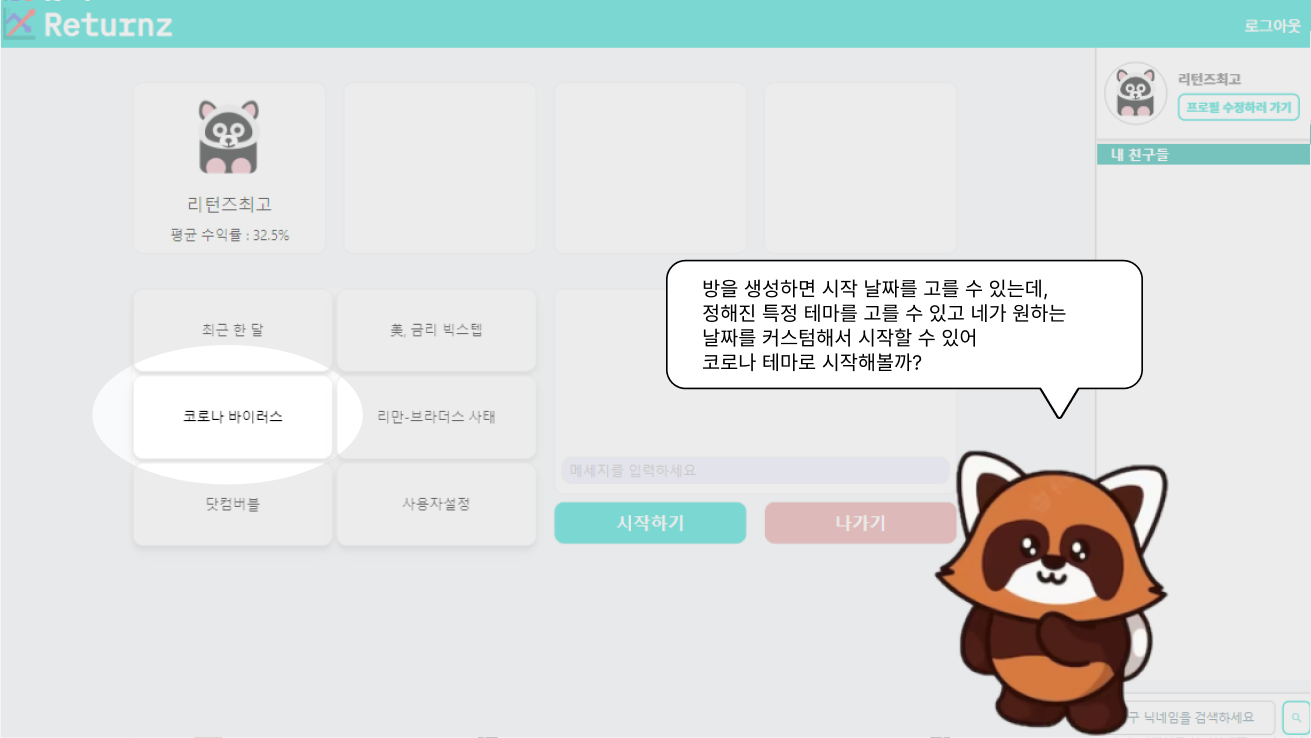 Returnz
로그아웃
리턴즈최고
프로필 수정하러 가기
내 친구들
리턴즈최고
평균 수익률 : 32.5%
방을 생성하면 시작 날짜를 고를 수 있는데,
정해진 특정 테마를 고를 수 있고 네가 원하는
날짜를 커스텀해서 시작할 수 있어
코로나 테마로 시작해볼까?
최근 한 달
美, 금리 빅스텝
코로나 바이러스
리만-브라더스 사태
닷컴버블
사용자설정
메세지를 입력하세요
시작하기
나가기
구 닉네임을 검색하세요